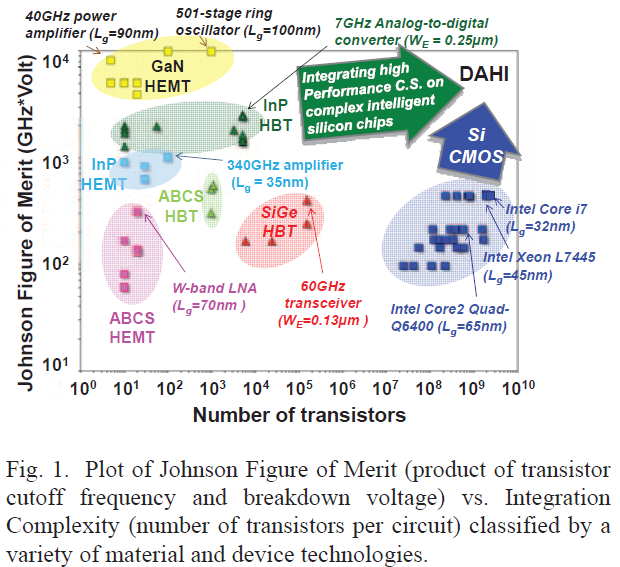 40GHz power
amplifier (Lg=90nm)
501-stage ring
oscillator (Lg=100nm)
7GHz Analog-to-digital
converter (WE = 0.25μm)
Johnson Figure of Merit (GHz*Volt)
10⁴
10³
10²
10¹
GaN
HEMT
Integrating high
Performance C.S. on
complex intelligent
silicon chips
DAHI
InP
HBT
Si
CMOS
InP
HEMT
340GHz amplifier
(Lg = 35nm)
ABCS
HBT
SiGe
HBT
Intel Core i7
(Lg=32nm)
Intel Xeon L7445
(Lg=45nm)
W-band LNA
(Lg=70nm )
60GHz
transceiver
(WE=0.13μm )
Intel Core2 Quad-
Q6400 (Lg=65nm)
ABCS
HEMT
10⁰ 10¹ 10² 10³ 10⁴ 10⁵ 10⁶ 10⁷ 10⁸ 10⁹ 10¹⁰
Number of transistors
Fig. 1. Plot of Johnson Figure of Merit (product of transistor
cutoff frequency and breakdown voltage) vs. Integration
Complexity (number of transistors per circuit) classified by a
variety of material and device technologies.